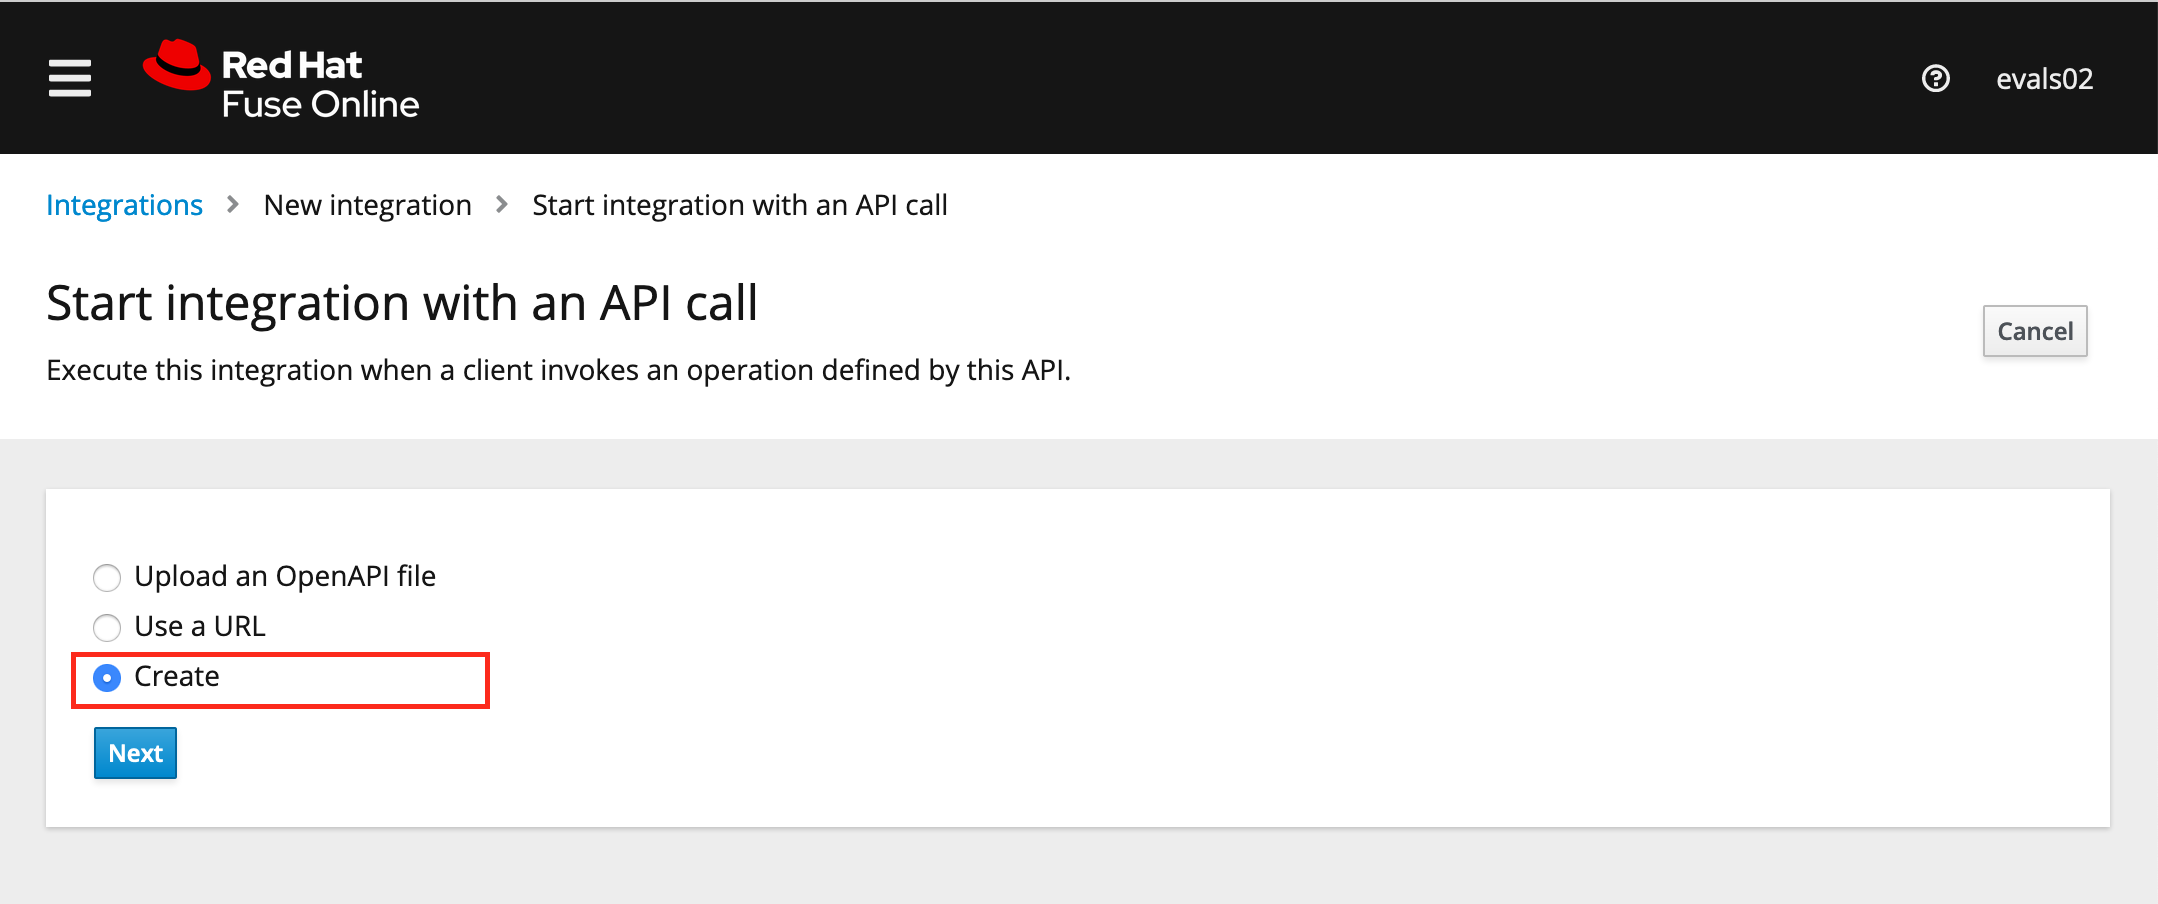 Red Hat
Fuse Online
evals02
Integrations > New integration > Start integration with an API call
Start integration with an API call
Cancel
Execute this integration when a client invokes an operation defined by this API.
Upload an OpenAPI file
Use a URL
Create
Next